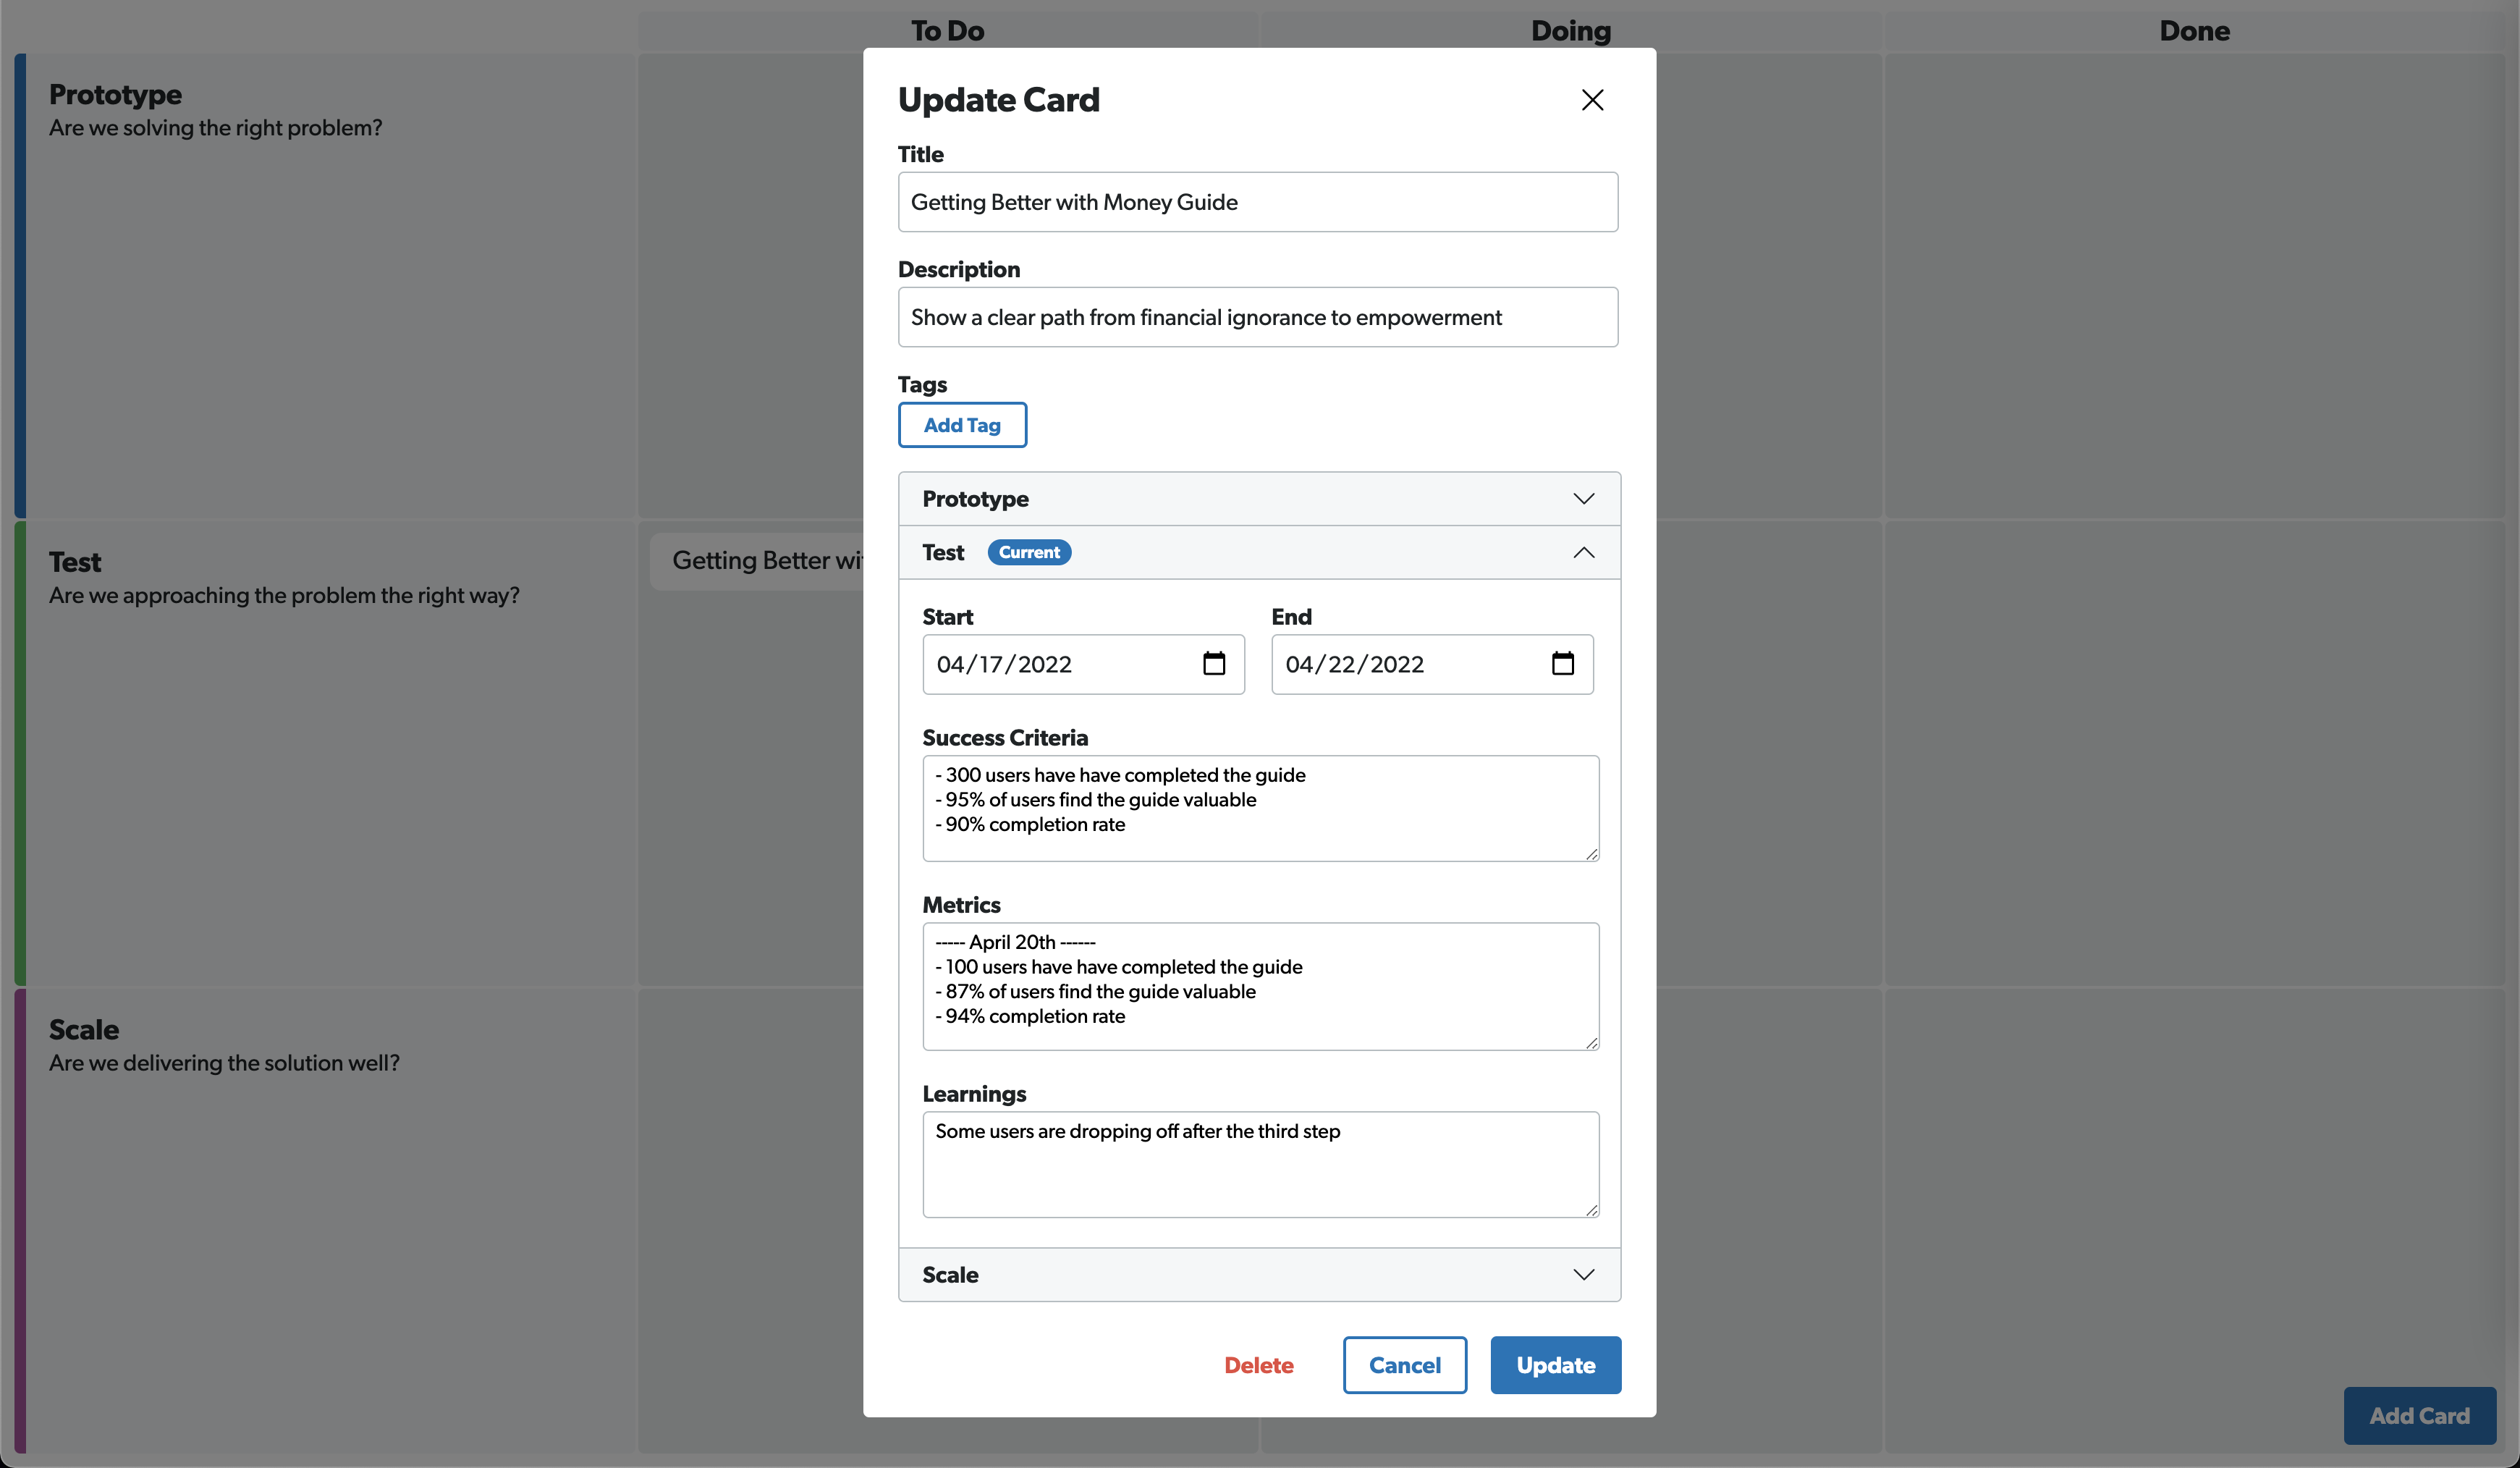 To Do
Doing
Done
Prototype
Are we solving the right problem?
Test
Are we approaching the problem the right way?
Getting Better wi
Scale
Are we delivering the solution well?
Update Card
Title
Getting Better with Money Guide
Description
Show a clear path from financial ignorance to empowerment
Tags
Add Tag
Prototype
Test Current
Start End
04/17/2022 04/22/2022
Success Criteria
- 300 users have have completed the guide
- 95% of users find the guide valuable
- 90% completion rate
Metrics
----- April 20th ------
- 100 users have have completed the guide
- 87% of users find the guide valuable
- 94% completion rate
Learnings
Some users are dropping off after the third step
Scale
Delete Cancel Update
Add Card